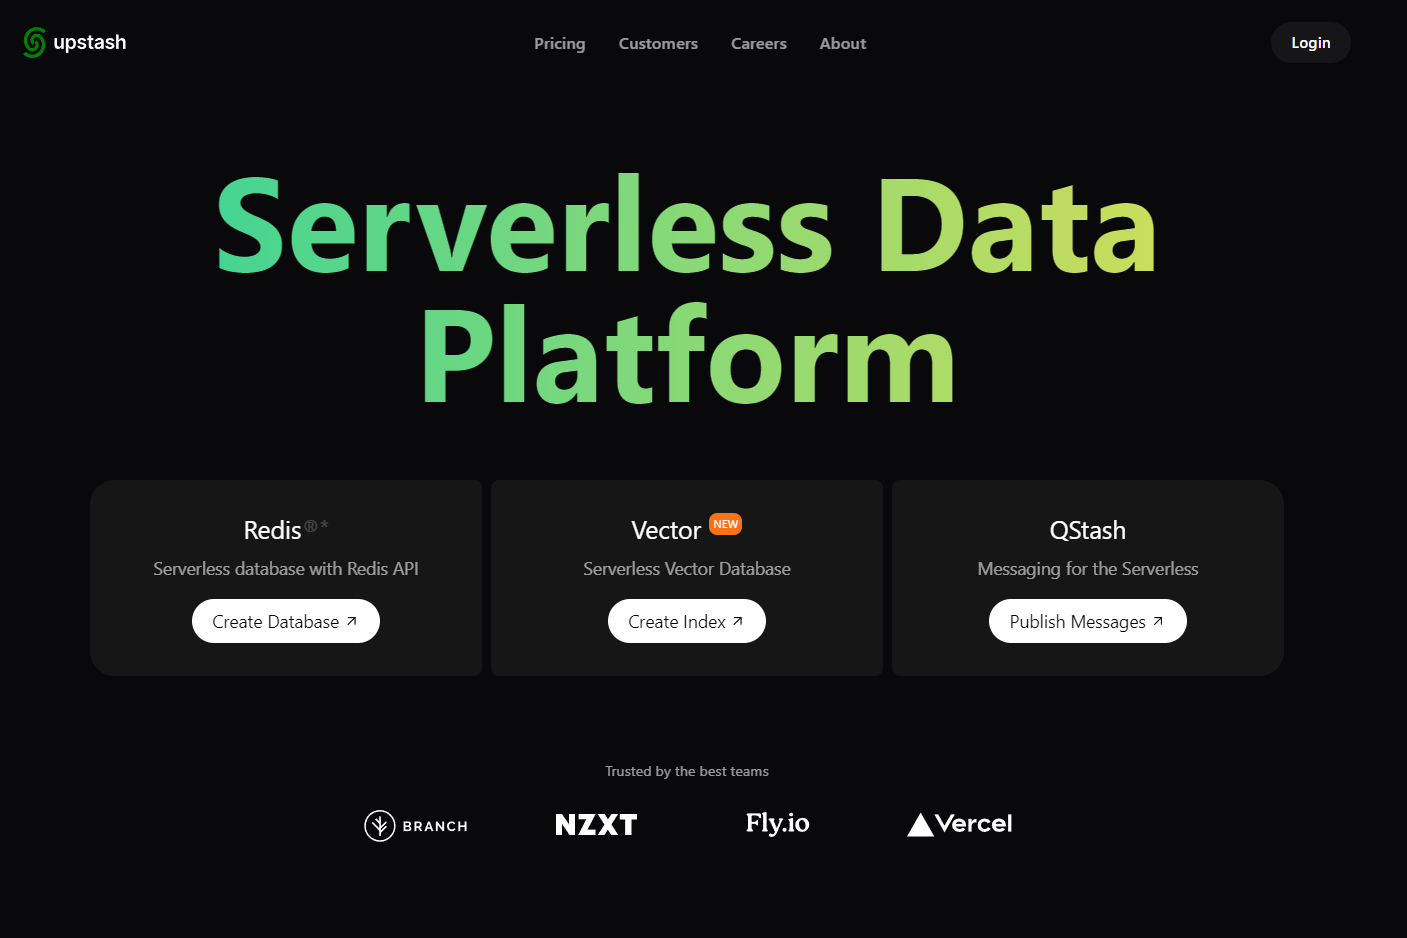 upstash
Pricing Customers Careers About
Login
Serverless Data
Platform
Redis®*
Serverless database with Redis API
Create Database
Vector NEW
Serverless Vector Database
Create Index
QStash
Messaging for the Serverless
Publish Messages
Trusted by the best teams
BRANCH
NZXT
Fly.io
Vercel